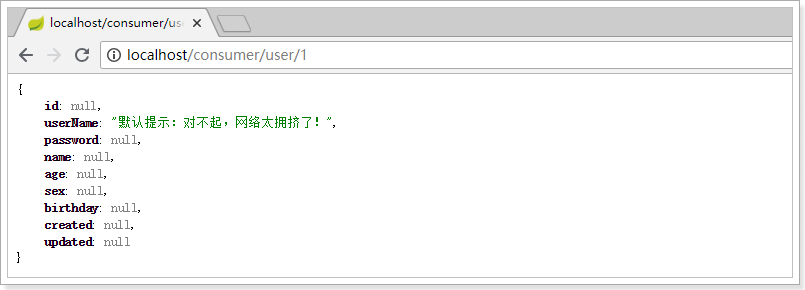 localhost/consumer/use
localhost/consumer/user/1
{
id: null,
userName: "默认提示：对不起，网络太拥挤了！",
password: null,
name: null,
age: null,
sex: null,
birthday: null,
created: null,
updated: null
}